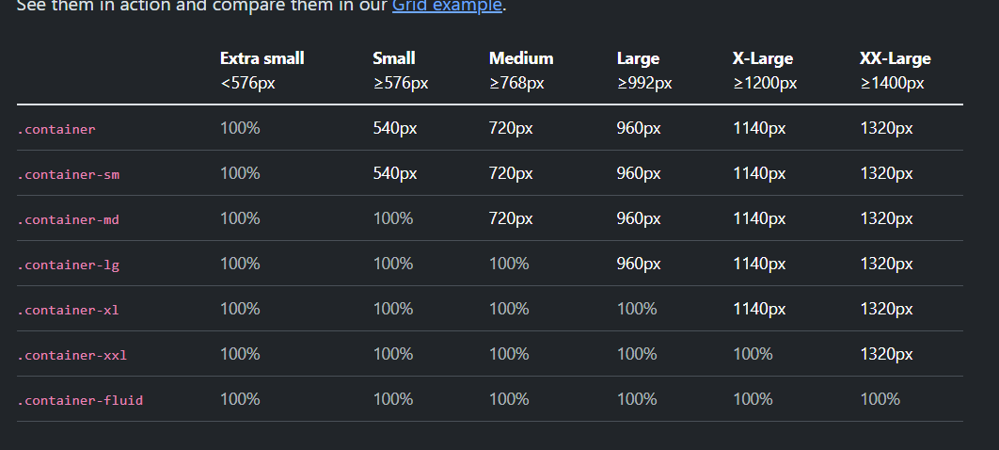 See them in action and compare them in our Grid example.
Extra small Small Medium Large X-Large XX-Large
<576px ≥576px ≥768px ≥992px ≥1200px ≥1400px
.container 100% 540px 720px 960px 1140px 1320px
.container-sm 100% 540px 720px 960px 1140px 1320px
.container-md 100% 100% 720px 960px 1140px 1320px
.container-lg 100% 100% 100% 960px 1140px 1320px
.container-xl 100% 100% 100% 100% 1140px 1320px
.container-xxl 100% 100% 100% 100% 100% 1320px
.container-fluid 100% 100% 100% 100% 100% 100%